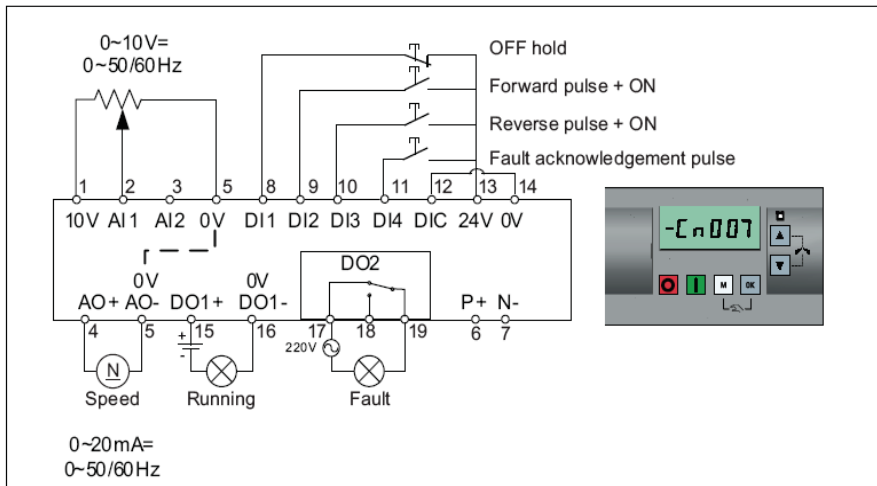 0~10V=
0~50/60Hz
OFF hold
Forward pulse + ON
Reverse pulse + ON
Fault acknowledgement pulse
1 2 3 5 8 9 10 11 12 13 14
10V AI1 AI2 0V DI1 DI2 DI3 DI4 DIC 24V 0V
-Cn007
M OK
0V 0V DO2
AO+ AO- DO1+ DO1- P+ N-
4 5 15 16 17 18 19 6 7
+
-
220V
N
Speed Running Fault
0~20mA=
0~50/60Hz